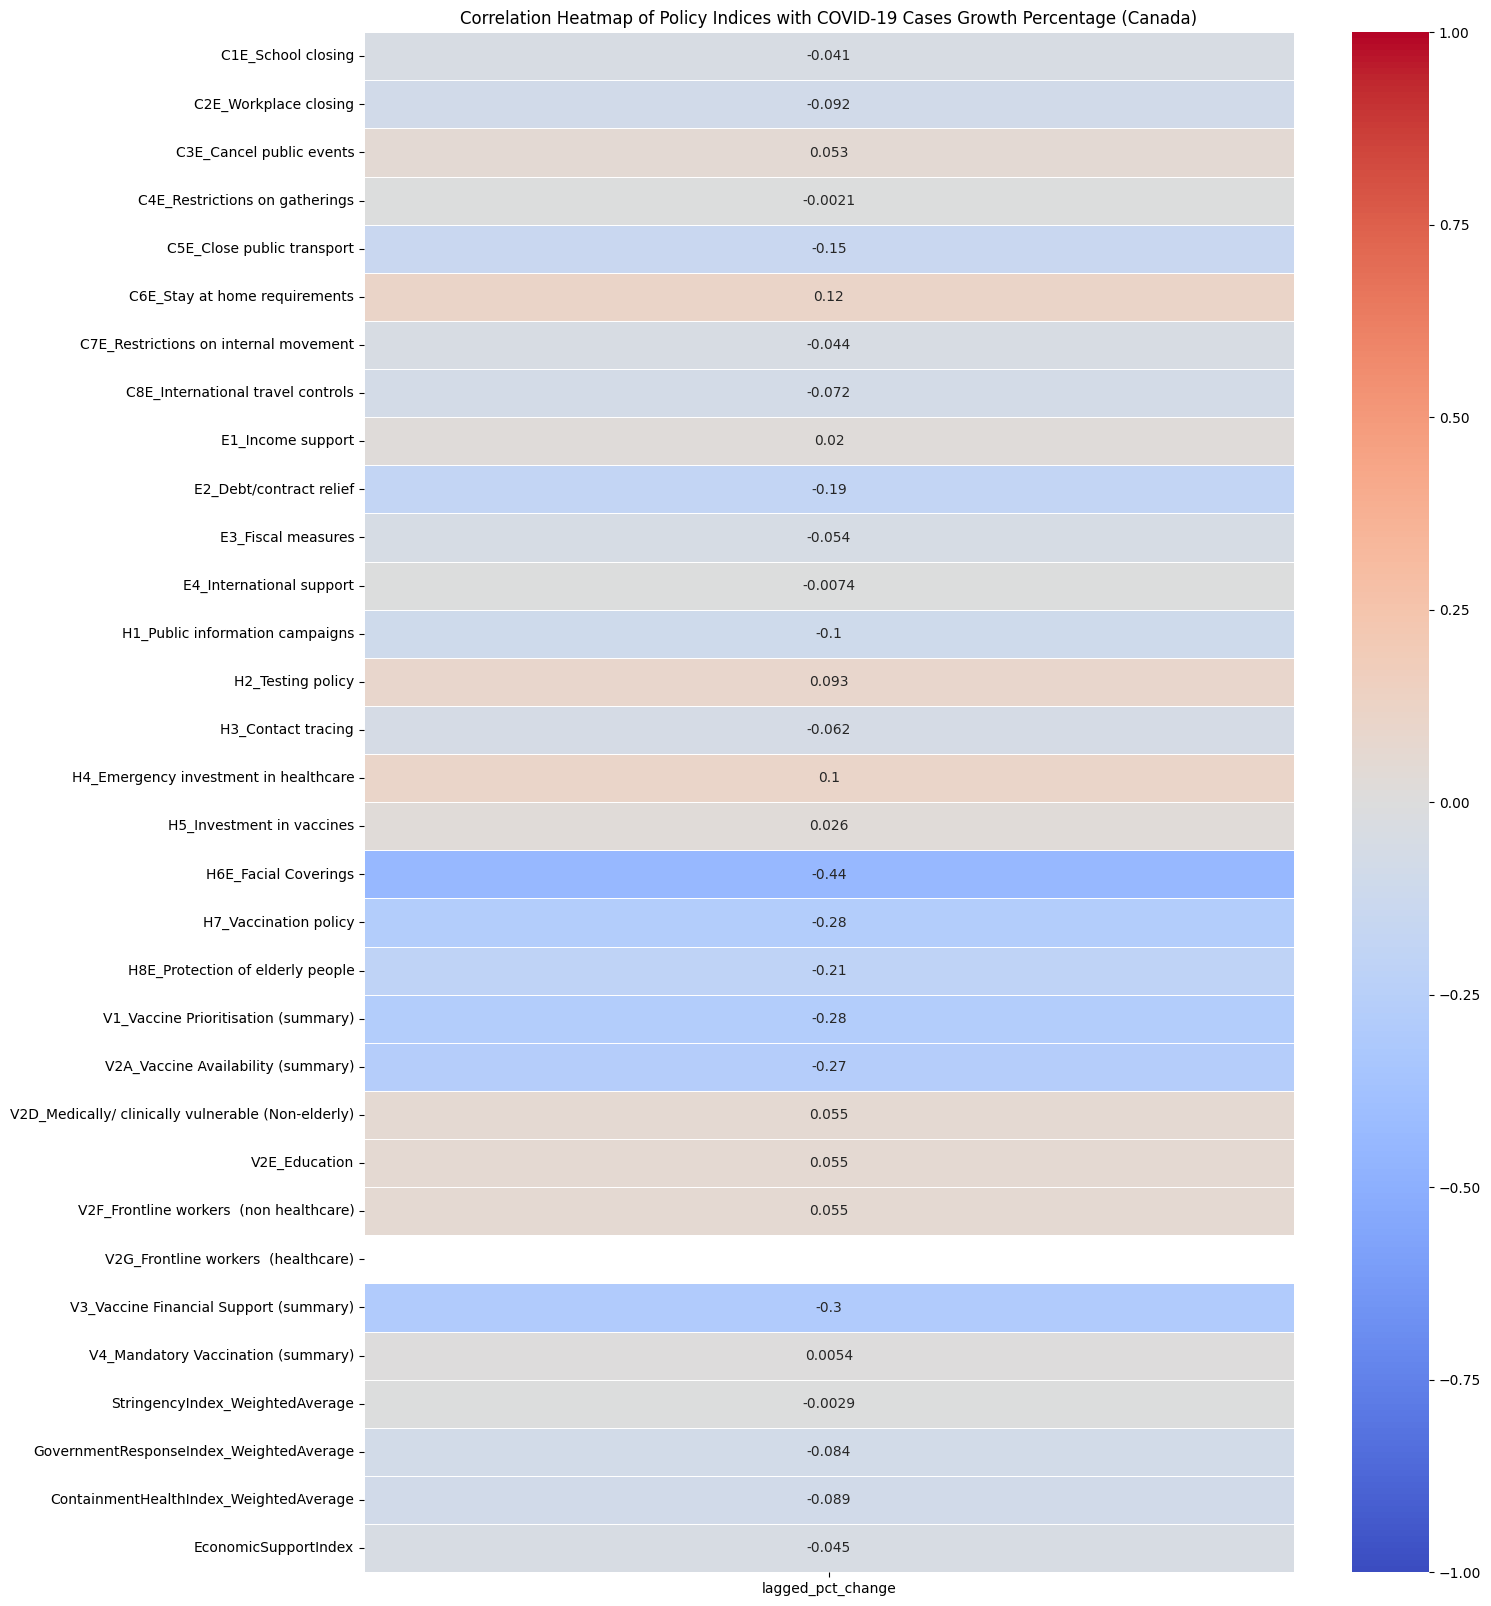 Correlation Heatmap of Policy Indices with COVID-19 Cases Growth Percentage (Canada)
C1E_School closing -0.041
C2E_Workplace closing -0.092
C3E_Cancel public events 0.053
C4E_Restrictions on gatherings -0.0021
C5E_Close public transport -0.15
C6E_Stay at home requirements 0.12
C7E_Restrictions on internal movement -0.044
C8E_International travel controls -0.072
E1_Income support 0.02
E2_Debt/contract relief -0.19
E3_Fiscal measures -0.054
E4_International support -0.0074
H1_Public information campaigns -0.1
H2_Testing policy 0.093
H3_Contact tracing -0.062
H4_Emergency investment in healthcare 0.1
H5_Investment in vaccines 0.026
H6E_Facial Coverings -0.44
H7_Vaccination policy -0.28
H8E_Protection of elderly people -0.21
V1_Vaccine Prioritisation (summary) -0.28
V2A_Vaccine Availability (summary) -0.27
V2D_Medically/ clinically vulnerable (Non-elderly) 0.055
V2E_Education 0.055
V2F_Frontline workers  (non healthcare) 0.055
V2G_Frontline workers  (healthcare)
V3_Vaccine Financial Support (summary) -0.3
V4_Mandatory Vaccination (summary) 0.0054
StringencyIndex_WeightedAverage -0.0029
GovernmentResponseIndex_WeightedAverage -0.084
ContainmentHealthIndex_WeightedAverage -0.089
EconomicSupportIndex -0.045
lagged_pct_change
1.00
0.75
0.50
0.25
0.00
−0.25
−0.50
−0.75
−1.00